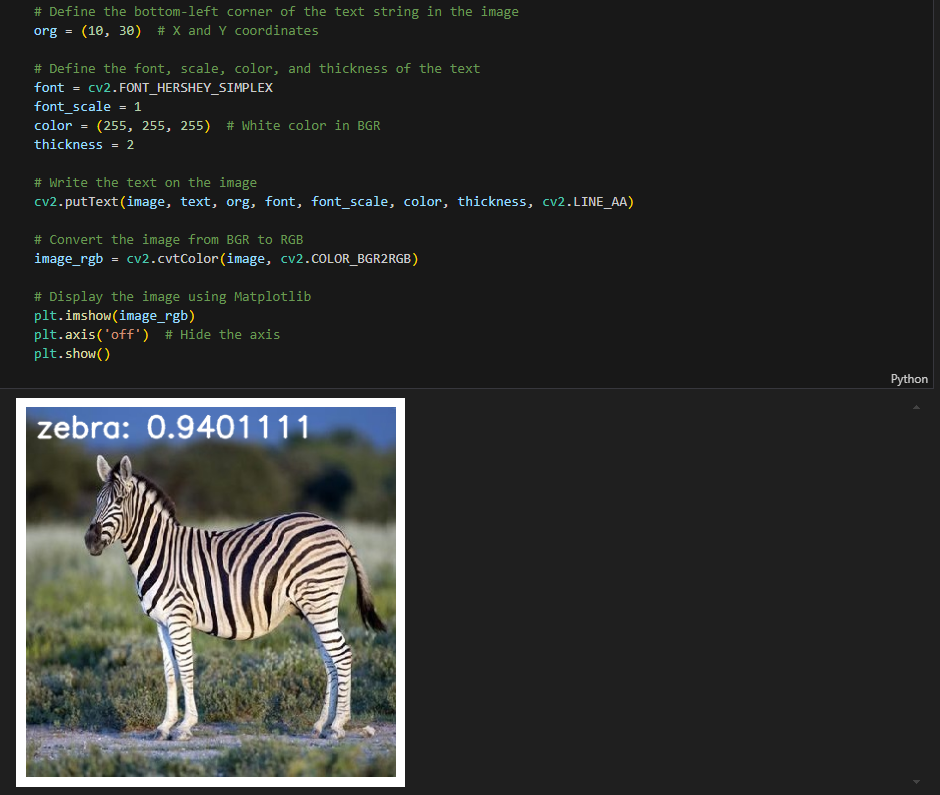 # Define the bottom-left corner of the text string in the image
org = (10, 30)  # X and Y coordinates
# Define the font, scale, color, and thickness of the text
font = cv2.FONT_HERSHEY_SIMPLEX
font_scale = 1
color = (255, 255, 255)  # White color in BGR
thickness = 2
# Write the text on the image
cv2.putText(image, text, org, font, font_scale, color, thickness, cv2.LINE_AA)
# Convert the image from BGR to RGB
image_rgb = cv2.cvtColor(image, cv2.COLOR_BGR2RGB)
# Display the image using Matplotlib
plt.imshow(image_rgb)
plt.axis('off')  # Hide the axis
plt.show()
Python
zebra: 0.9401111